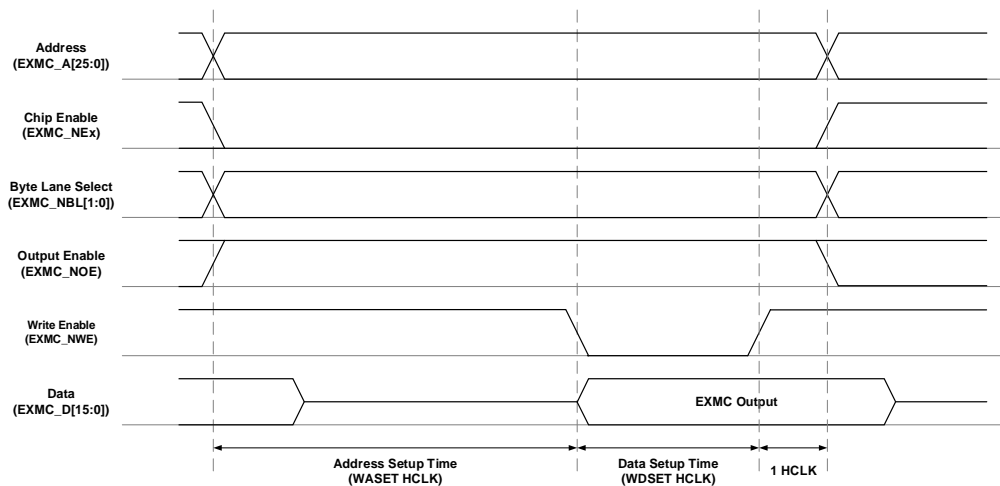 Address
(EXMC_A[25:0])
Chip Enable
(EXMC_NEx)
Byte Lane Select
(EXMC_NBL[1:0])
Output Enable
(EXMC_NOE)
Write Enable
(EXMC_NWE)
Data
(EXMC_D[15:0])
EXMC Output
Address Setup Time
(WASET HCLK)
Data Setup Time
(WDSET HCLK)
1 HCLK